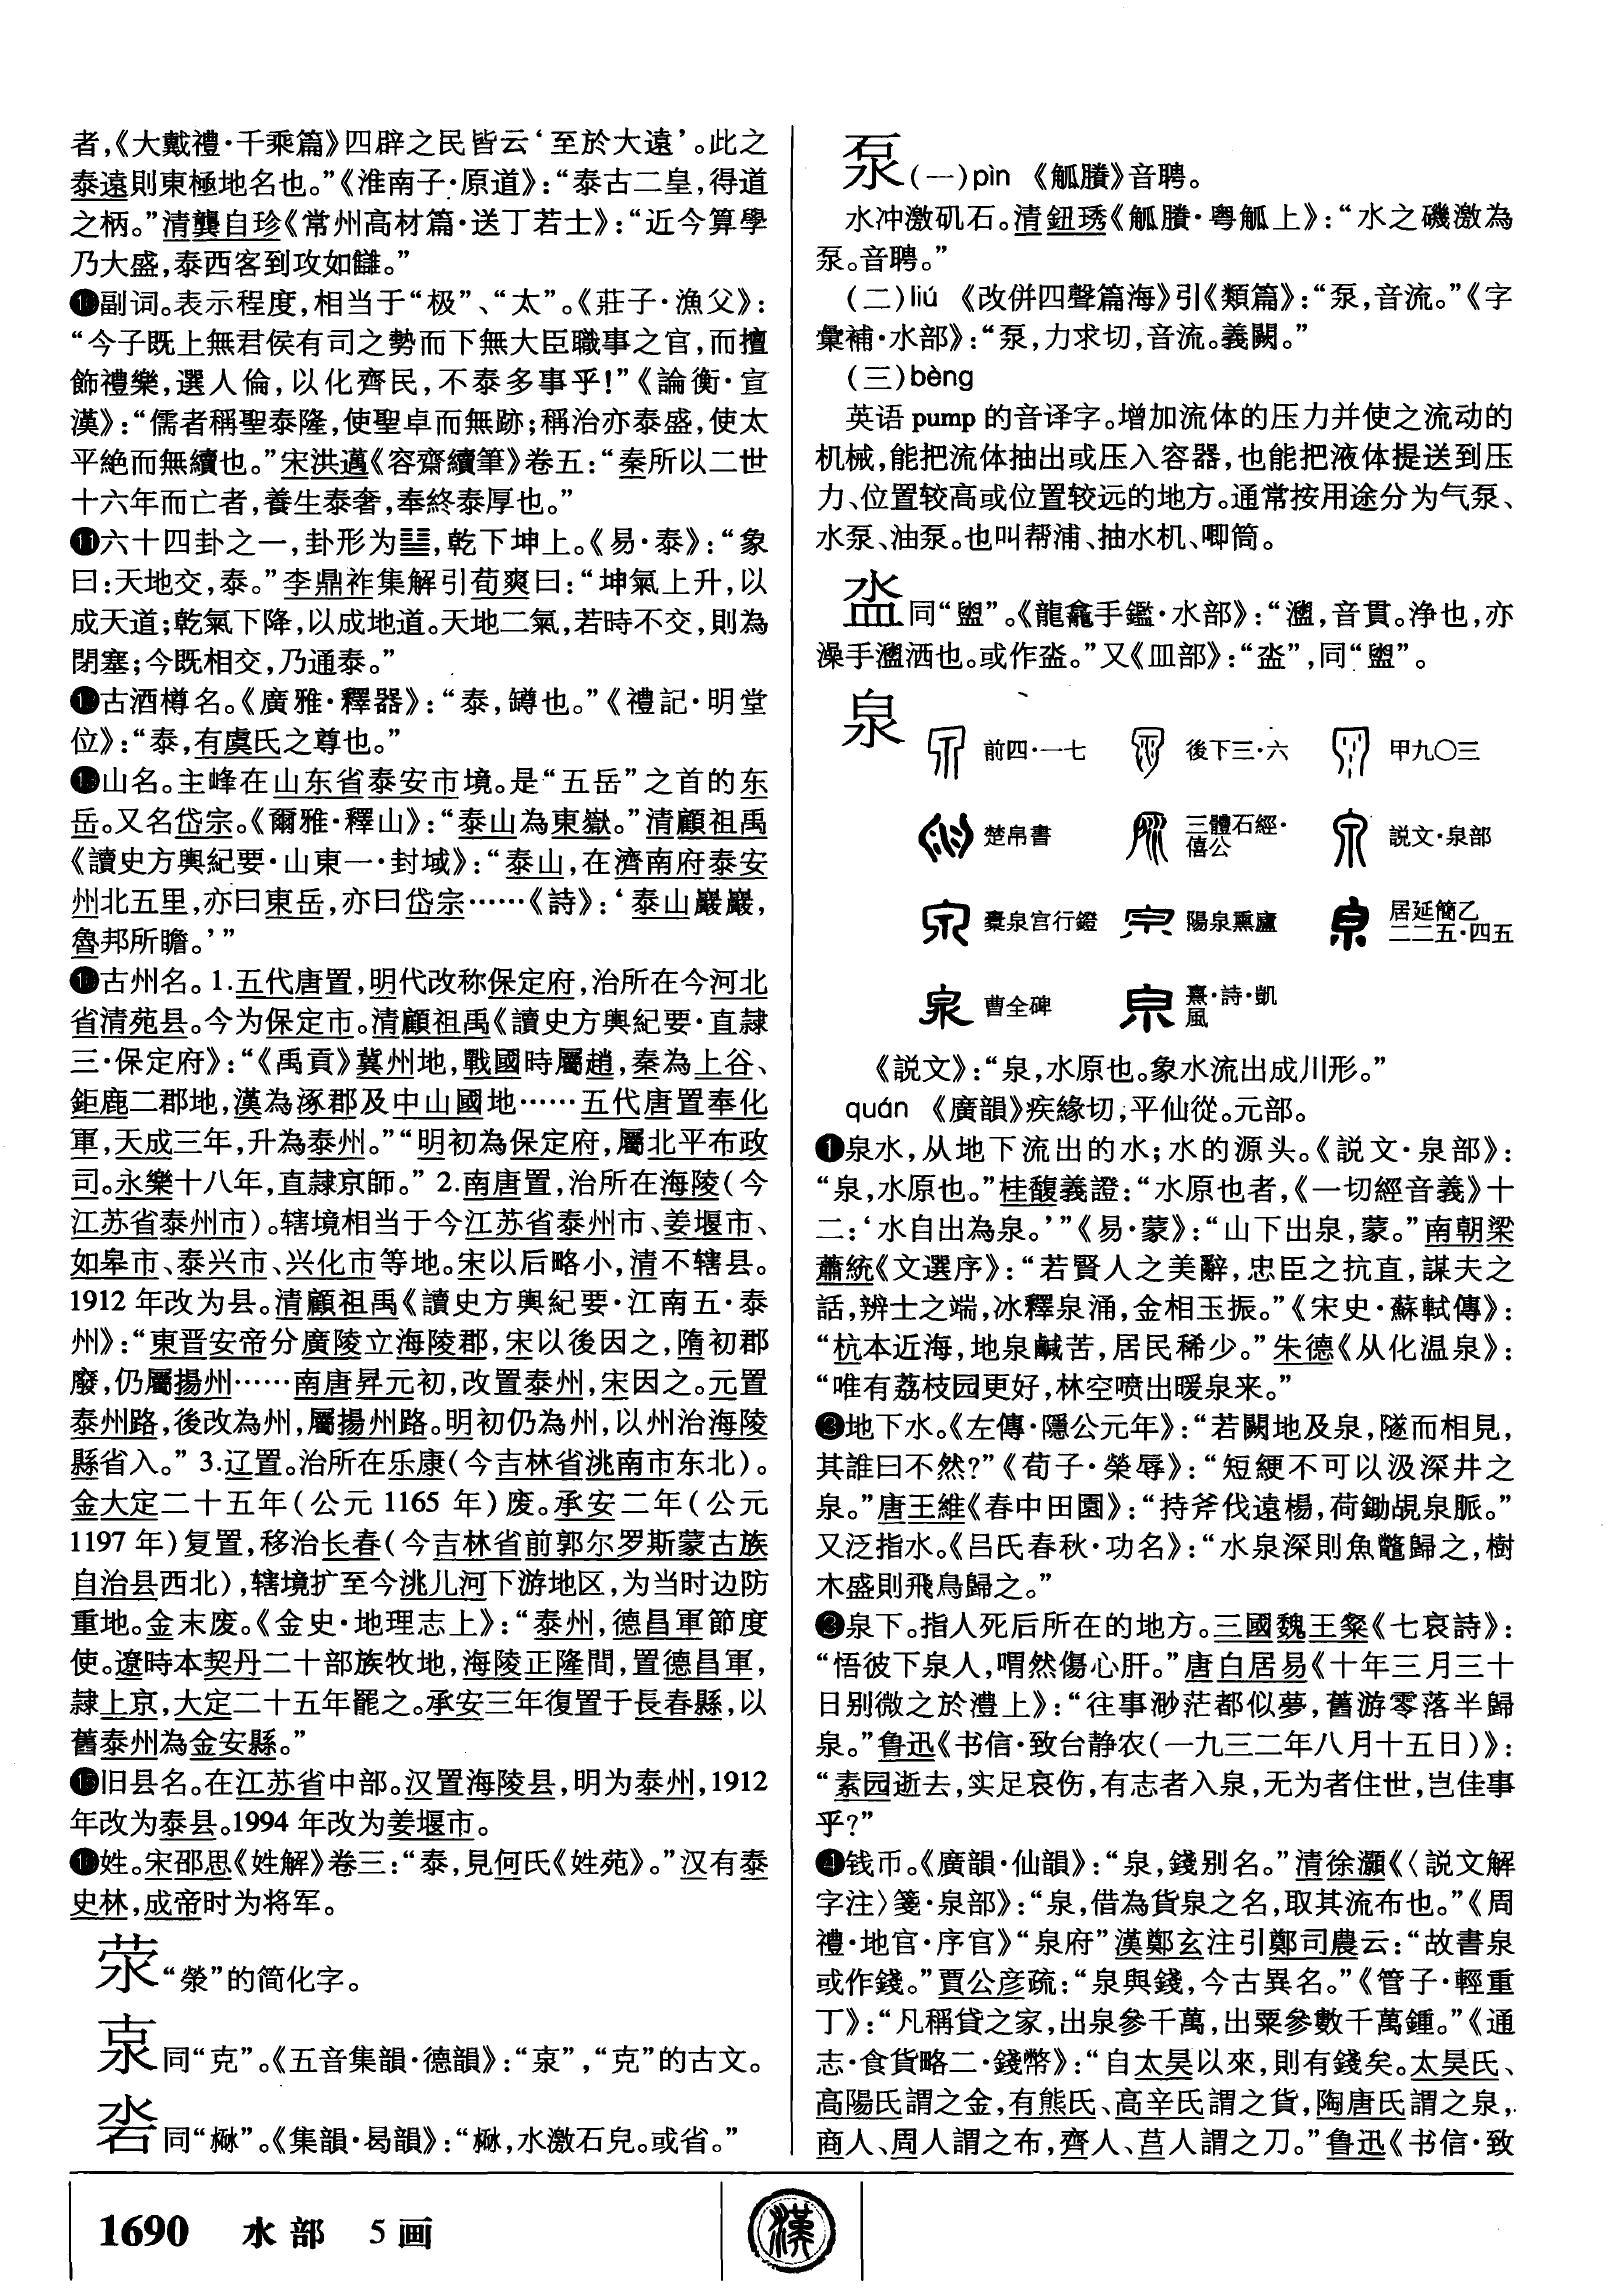 者，《大戴禮·千乘篇》四辟之民皆云‘至於大遠’。此之
泰遠則東極地名也。”《淮南子·原道》：“泰古二皇，得道
之柄。”清龔自珍《常州高材篇·送丁若士》：“近今算學
乃大盛，泰西客到攻如讎。”
❿副词。表示程度，相当于“极”、“太”。《莊子·漁父》：
“今子既上無君侯有司之勢而下無大臣職事之官，而擅
飾禮樂，選人倫，以化齊民，不泰多事乎！”《論衡·宣
漢》：“儒者稱聖泰隆，使聖卓而無跡；稱治亦泰盛，使太
平絶而無續也。”宋洪邁《容齋續筆》卷五：“秦所以二世
十六年而亡者，養生泰奢，奉終泰厚也。”
⓫六十四卦之一，卦形为䷊，乾下坤上。《易·泰》：“象
曰：天地交，泰。”李鼎祚集解引荀爽曰：“坤氣上升，以
成天道；乾氣下降，以成地道。天地二氣，若時不交，則為
閉塞；今既相交，乃通泰。”
⓬古酒樽名。《廣雅·釋器》：“泰，罇也。”《禮記·明堂
位》：“泰，有虞氏之尊也。”
⓭山名。主峰在山东省泰安市境。是“五岳”之首的东
岳。又名岱宗。《爾雅·釋山》：“泰山為東嶽。”清顧祖禹
《讀史方輿紀要·山東一·封域》：“泰山，在濟南府泰安
州北五里，亦曰東岳，亦曰岱宗……《詩》：‘泰山巖巖，
魯邦所瞻。’”
⓮古州名。1.五代唐置，明代改称保定府，治所在今河北
省清苑县。今为保定市。清顧祖禹《讀史方輿紀要·直隸
三·保定府》：“《禹貢》冀州地，戰國時屬趙，秦為上谷、
鉅鹿二郡地，漢為涿郡及中山國地……五代唐置奉化
軍，天成三年，升為泰州。”“明初為保定府，屬北平布政
司。永樂十八年，直隸京師。”2.南唐置，治所在海陵（今
江苏省泰州市）。辖境相当于今江苏省泰州市、姜堰市、
如皋市、泰兴市、兴化市等地。宋以后略小，清不辖县。
1912年改为县。清顧祖禹《讀史方輿紀要·江南五·泰
州》：“東晋安帝分廣陵立海陵郡，宋以後因之，隋初郡
廢，仍屬揚州……南唐昇元初，改置泰州，宋因之。元置
泰州路，後改為州，屬揚州路。明初仍為州，以州治海陵
縣省入。”3.辽置。治所在乐康（今吉林省洮南市东北）。
金大定二十五年（公元1165年）废。承安二年（公元
1197年）复置，移治长春（今吉林省前郭尔罗斯蒙古族
自治县西北），辖境扩至今洮儿河下游地区，为当时边防
重地。金末废。《金史·地理志上》：“泰州，德昌軍節度
使。遼時本契丹二十部族牧地，海陵正隆間，置德昌軍，
隸上京，大定二十五年罷之。承安三年復置于長春縣，以
舊泰州為金安縣。”
⓯旧县名。在江苏省中部。汉置海陵县，明为泰州，1912
年改为泰县。1994年改为姜堰市。
⓰姓。宋邵思《姓解》卷三：“泰，見何氏《姓苑》。”汉有泰
史林，成帝时为将军。
荥“滎”的简化字。
同“克”。《五音集韻·德韻》：“”，“克”的古文。
砅同“㵽”。《集韻·曷韻》：“，水激石皃。或省。”
泵(一)pìn 《觚賸》音聘。
水冲激矶石。清鈕琇《觚賸·粵觚上》：“水之磯激為
泵。音聘。”
(二)liú 《改併四聲篇海》引《類篇》：“泵，音流。”《字
彙補·水部》：“泵，力求切，音流。義闕。”
(三)bèng
英语pump的音译字。增加流体的压力并使之流动的
机械，能把流体抽出或压入容器，也能把液体提送到压
力、位置较高或位置较远的地方。通常按用途分为气泵、
水泵、油泵。也叫帮浦、抽水机、唧筒。
㿽同“盥”。《龍龕手鑑·水部》：“灎，音貫。浄也，亦
澡手洒也。或作㿽。”又《皿部》：“㿽”，同“盥”。
泉
前四·一七 後下三·六 甲九〇三
楚帛書 三體石經·僖公 説文·泉部
橐泉宫行鐙 陽泉熏廬 居延簡乙二二五·四五
曹全碑 熹·詩·凱風
《説文》：“泉，水原也。象水流出成川形。”
quán 《廣韻》疾緣切，平仙從。元部。
❶泉水，从地下流出的水；水的源头。《説文·泉部》：
“泉，水原也。”桂馥義證：“水原也者，《一切經音義》十
二：‘水自出為泉。’”《易·蒙》：“山下出泉，蒙。”南朝梁
蕭統《文選序》：“若賢人之美辭，忠臣之抗直，謀夫之
話，辨士之端，冰釋泉涌，金相玉振。”《宋史·蘇軾傳》：
“杭本近海，地泉鹹苦，居民稀少。”朱德《从化温泉》：
“唯有荔枝园更好，林空喷出暖泉来。”
❸地下水。《左傳·隱公元年》：“若闕地及泉，隧而相見，
其誰曰不然？”《荀子·榮辱》：“短綆不可以汲深井之
泉。”唐王維《春中田園》：“持斧伐遠楊，荷鋤覘泉脈。”
又泛指水。《吕氏春秋·功名》：“水泉深則魚鼈歸之，樹
木盛則飛鳥歸之。”
❸泉下。指人死后所在的地方。三國魏王粲《七哀詩》：
“悟彼下泉人，喟然傷心肝。”唐白居易《十年三月三十
日别微之於澧上》：“往事渺茫都似夢，舊游零落半歸
泉。”鲁迅《书信·致台静农（一九三二年八月十五日）》：
“素园逝去，实足哀伤，有志者入泉，无为者住世，岂佳事
乎？”
❹钱币。《廣韻·仙韻》：“泉，錢别名。”清徐灝《〈説文解
字注〉箋·泉部》：“泉，借為貨泉之名，取其流布也。”《周
禮·地官·序官》“泉府”漢鄭玄注引鄭司農云：“故書泉
或作錢。”賈公彦疏：“泉與錢，今古異名。”《管子·輕重
丁》：“凡稱貸之家，出泉參千萬，出粟參數千萬鍾。”《通
志·食貨略二·錢幣》：“自太昊以來，則有錢矣。太昊氏、
高陽氏謂之金，有熊氏、高辛氏謂之貨，陶唐氏謂之泉，
商人、周人謂之布，齊人、莒人謂之刀。”鲁迅《书信·致
1690 水部 5画
漢